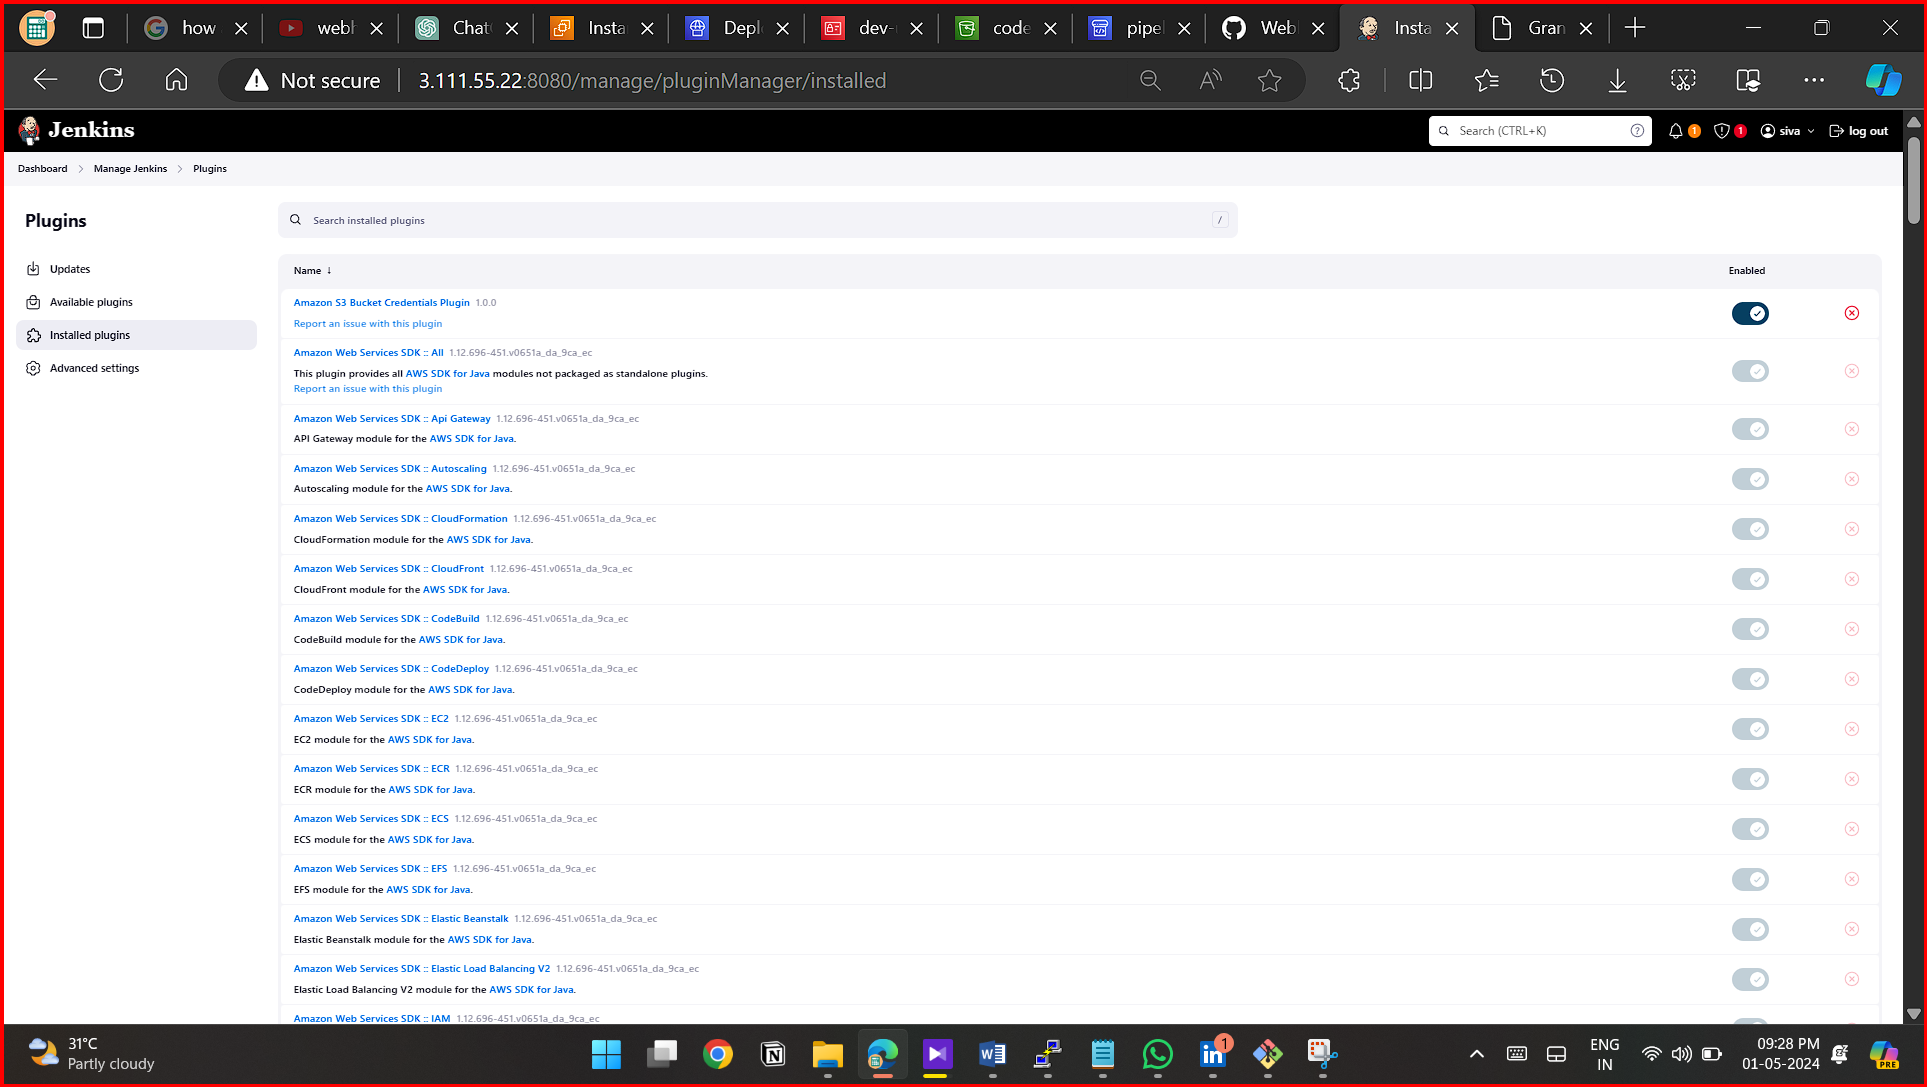 how
webh
Chat
Insta
Deplo
dev-r
code
pipel
Web
Insta
Gran
Not secure
3.111.55.22:8080/manage/pluginManager/installed
Jenkins
Search (CTRL+K)
?
1
1
siva
log out
Dashboard
Manage Jenkins
Plugins
Plugins
Search installed plugins
/
Updates
Available plugins
Installed plugins
Advanced settings
Name ↓
Enabled
Amazon S3 Bucket Credentials Plugin 1.0.0
Report an issue with this plugin
Amazon Web Services SDK :: All 1.12.696-451.v0651a_da_9ca_ec
This plugin provides all AWS SDK for Java modules not packaged as standalone plugins.
Report an issue with this plugin
Amazon Web Services SDK :: Api Gateway 1.12.696-451.v0651a_da_9ca_ec
API Gateway module for the AWS SDK for Java.
Amazon Web Services SDK :: Autoscaling 1.12.696-451.v0651a_da_9ca_ec
Autoscaling module for the AWS SDK for Java.
Amazon Web Services SDK :: CloudFormation 1.12.696-451.v0651a_da_9ca_ec
CloudFormation module for the AWS SDK for Java.
Amazon Web Services SDK :: CloudFront 1.12.696-451.v0651a_da_9ca_ec
CloudFront module for the AWS SDK for Java.
Amazon Web Services SDK :: CodeBuild 1.12.696-451.v0651a_da_9ca_ec
CodeBuild module for the AWS SDK for Java.
Amazon Web Services SDK :: CodeDeploy 1.12.696-451.v0651a_da_9ca_ec
CodeDeploy module for the AWS SDK for Java.
Amazon Web Services SDK :: EC2 1.12.696-451.v0651a_da_9ca_ec
EC2 module for the AWS SDK for Java.
Amazon Web Services SDK :: ECR 1.12.696-451.v0651a_da_9ca_ec
ECR module for the AWS SDK for Java.
Amazon Web Services SDK :: ECS 1.12.696-451.v0651a_da_9ca_ec
ECS module for the AWS SDK for Java.
Amazon Web Services SDK :: EFS 1.12.696-451.v0651a_da_9ca_ec
EFS module for the AWS SDK for Java.
Amazon Web Services SDK :: Elastic Beanstalk 1.12.696-451.v0651a_da_9ca_ec
Elastic Beanstalk module for the AWS SDK for Java.
Amazon Web Services SDK :: Elastic Load Balancing V2 1.12.696-451.v0651a_da_9ca_ec
Elastic Load Balancing V2 module for the AWS SDK for Java.
Amazon Web Services SDK :: IAM 1.12.696-451.v0651a_da_9ca_ec
31°C
Partly cloudy
1
ENG
IN
09:28 PM
01-05-2024
PRE